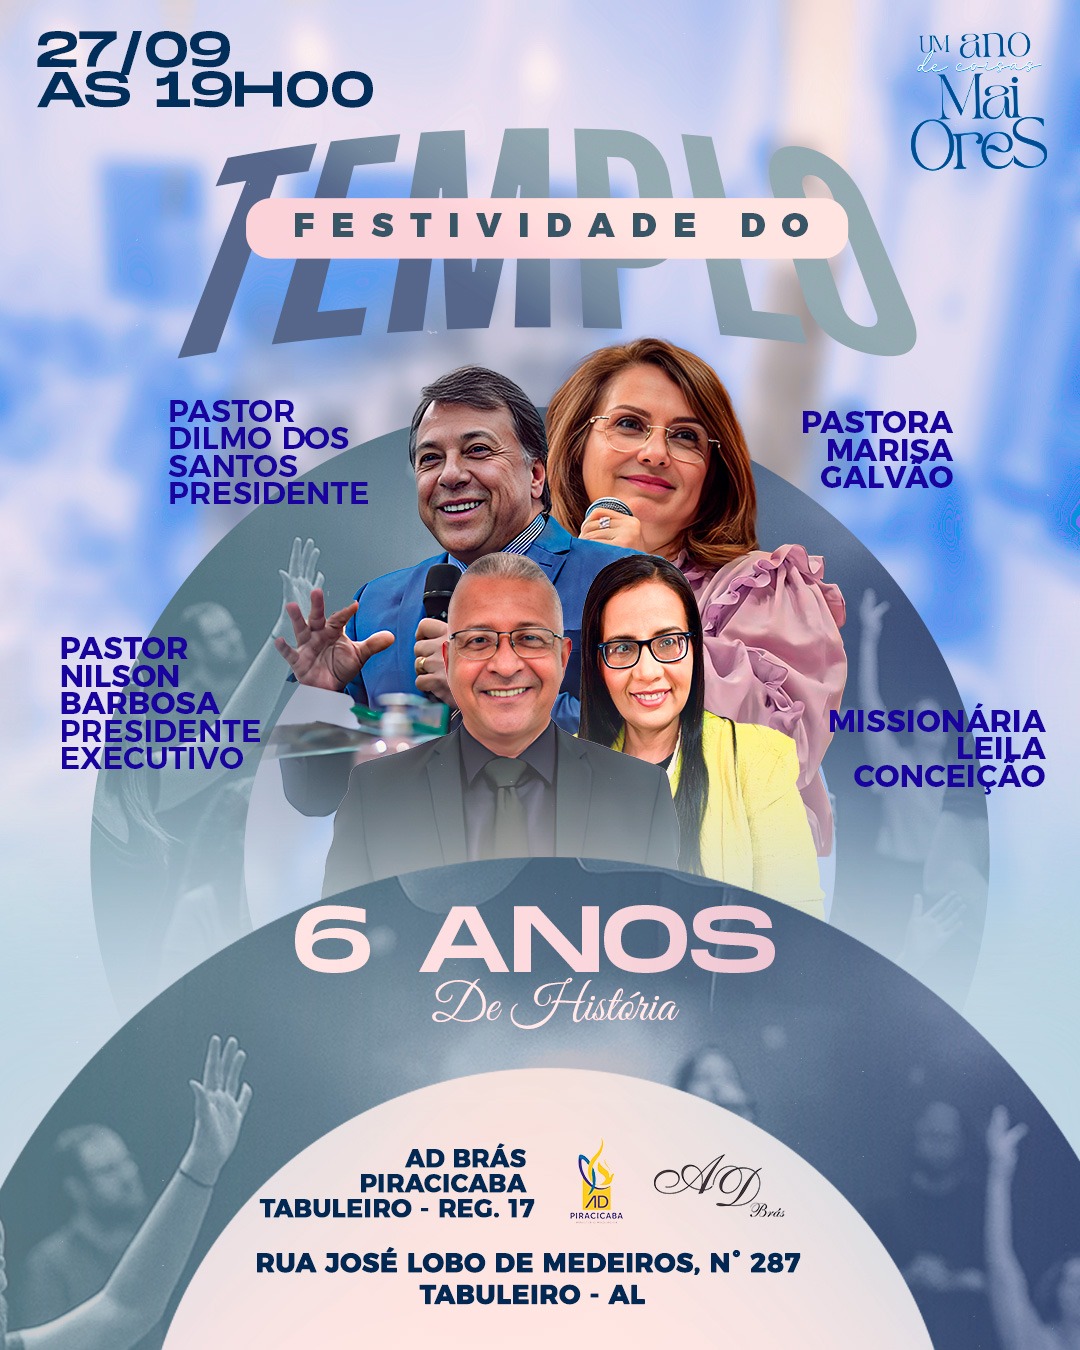 27/09
ÀS 19H00
UM ano
de coisas
Mai
OreS
TEMPLO
FESTIVIDADE DO
PASTOR
DILMO DOS
SANTOS
PRESIDENTE
PASTORA
MARISA
GALVÃO
PASTOR
NILSON
BARBOSA
PRESIDENTE
EXECUTIVO
MISSIONÁRIA
LEILA
CONCEIÇÃO
6 ANOS
De História
AD BRÁS
PIRACICABA
TABULEIRO - REG. 17
AD
PIRACICABA
AD
Brás
RUA JOSÉ LOBO DE MEDEIROS, N° 287
TABULEIRO - AL